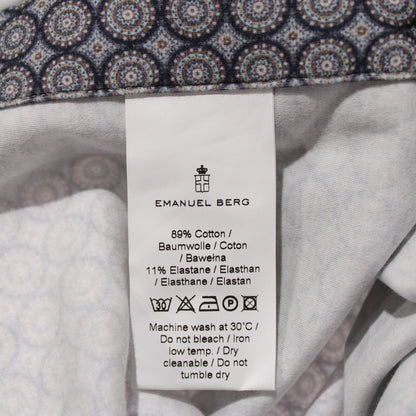 EMANUEL BERG
89% Cotton /
Baumwolle / Coton
/ Bawełna
11% Elastane / Elasthan
/ Elasthane / Elastan
30 P
Machine wash at 30°C /
Do not bleach / Iron
low temp. / Dry
cleanable / Do not
tumble dry